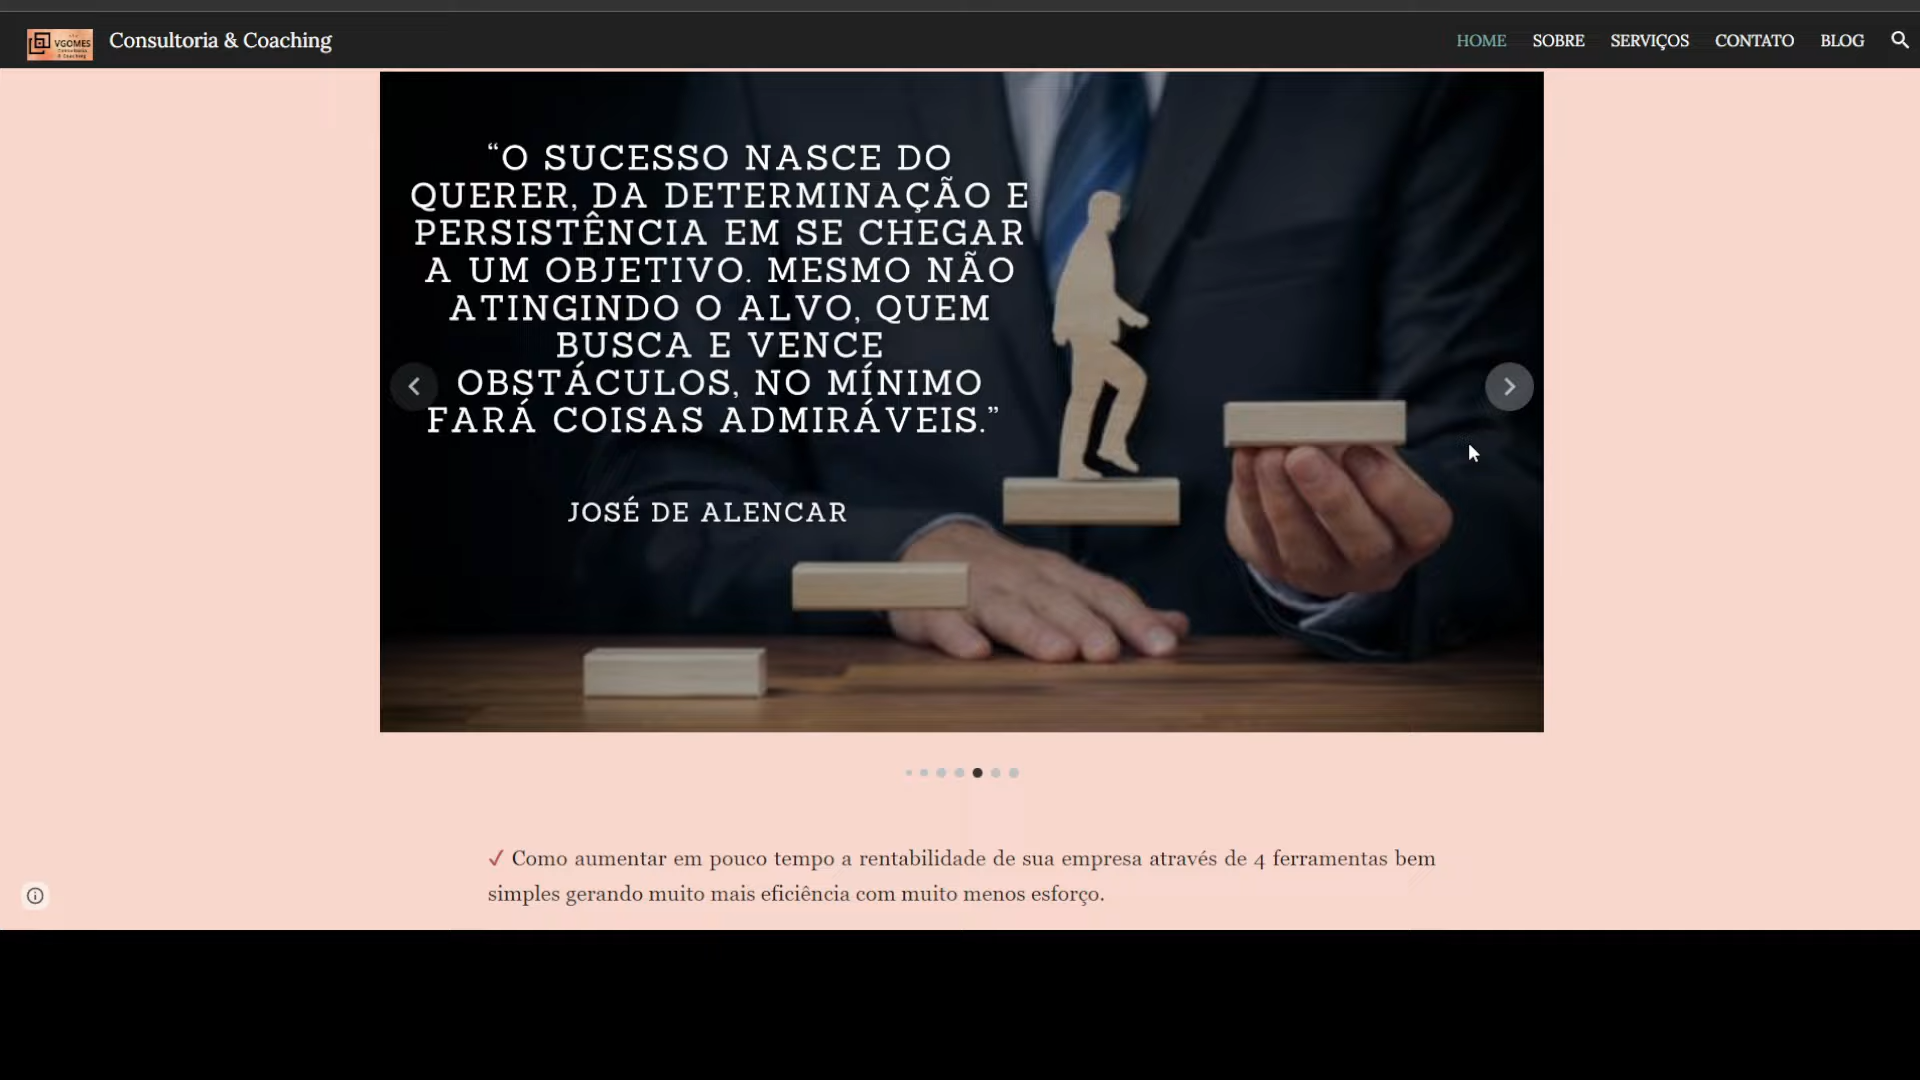 VGOMES
Consultoria
& Coaching
Consultoria & Coaching
HOME SOBRE SERVIÇOS CONTATO BLOG
“O SUCESSO NASCE DO
QUERER, DA DETERMINAÇÃO E
PERSISTÊNCIA EM SE CHEGAR
A UM OBJETIVO. MESMO NÃO
ATINGINDO O ALVO, QUEM
BUSCA E VENCE
OBSTÁCULOS, NO MÍNIMO
FARÁ COISAS ADMIRÁVEIS.”
JOSÉ DE ALENCAR
✓ Como aumentar em pouco tempo a rentabilidade de sua empresa através de 4 ferramentas bem
simples gerando muito mais eficiência com muito menos esforço.